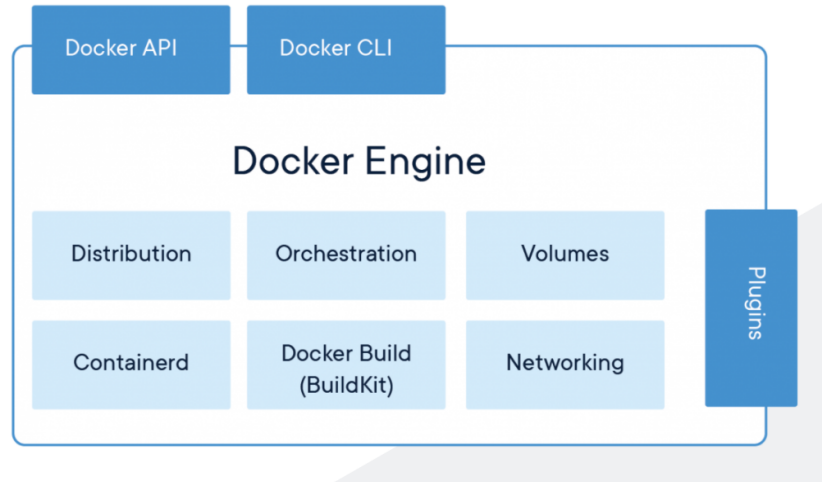 Docker API
Docker CLI
Docker Engine
Distribution
Orchestration
Volumes
Plugins
Containerd
Docker Build
(BuildKit)
Networking